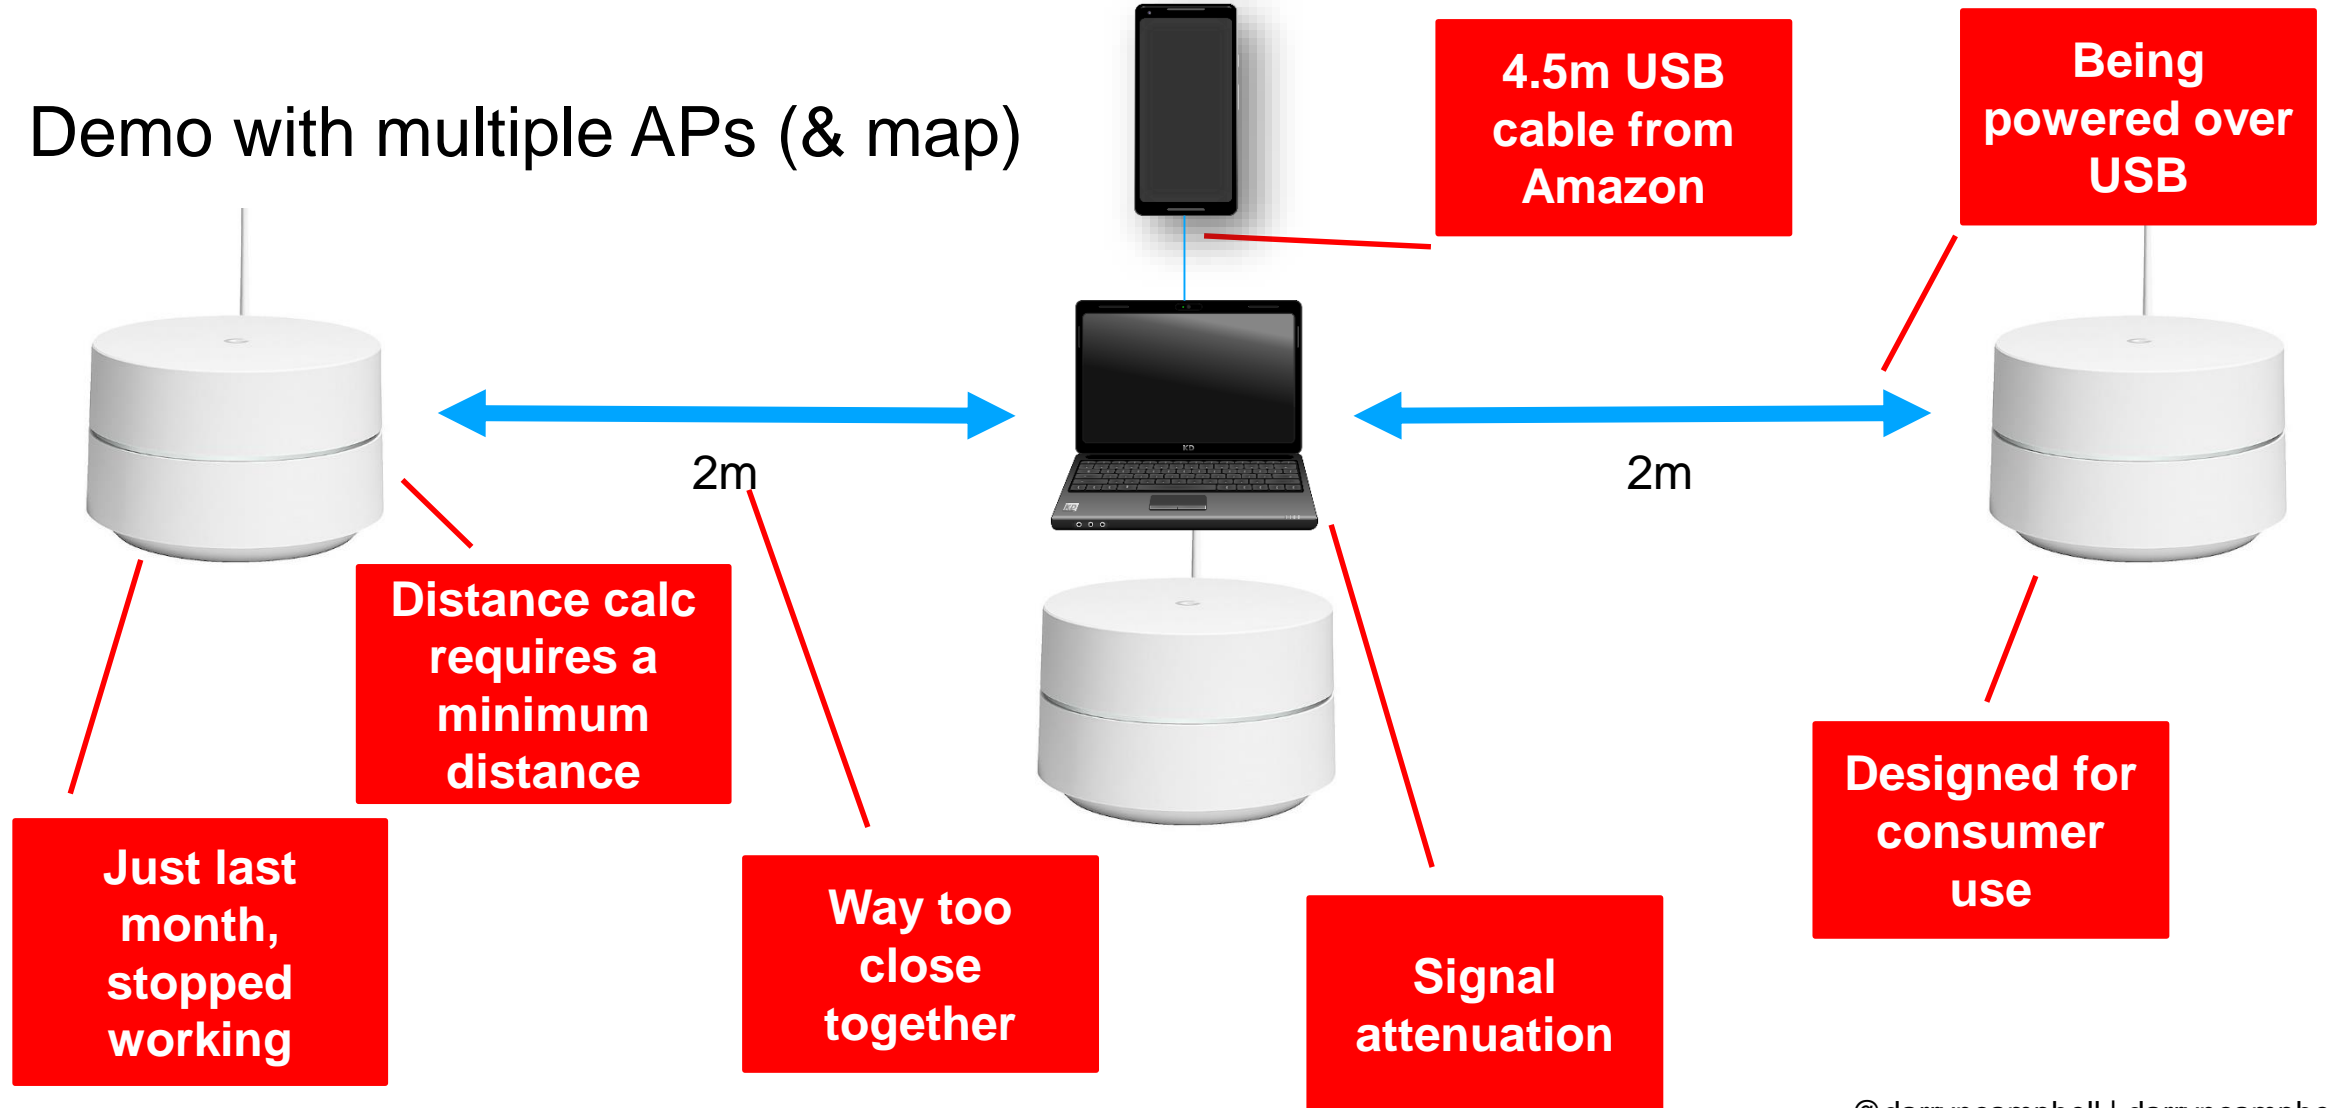 Demo with multiple APs (& map)
4.5m USB
cable from
Amazon
Being
powered over
USB
2m
2m
Distance calc
requires a
minimum
distance
Just last
month,
stopped
working
Way too
close
together
Signal
attenuation
Designed for
consumer
use